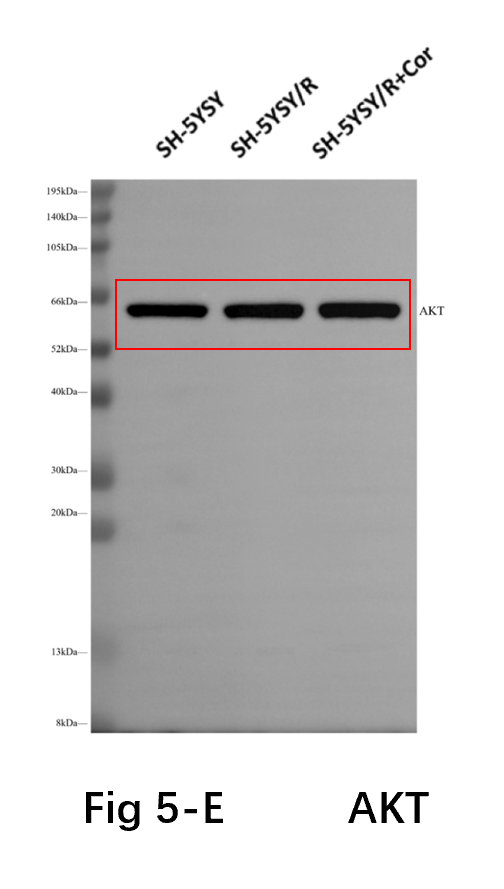 SH-5YSY
SH-5YSY/R
SH-5YSY/R+Cor
195kDa
140kDa
105kDa
66kDa
AKT
52kDa
40kDa
30kDa
20kDa
13kDa
8kDa
Fig 5-E AKT